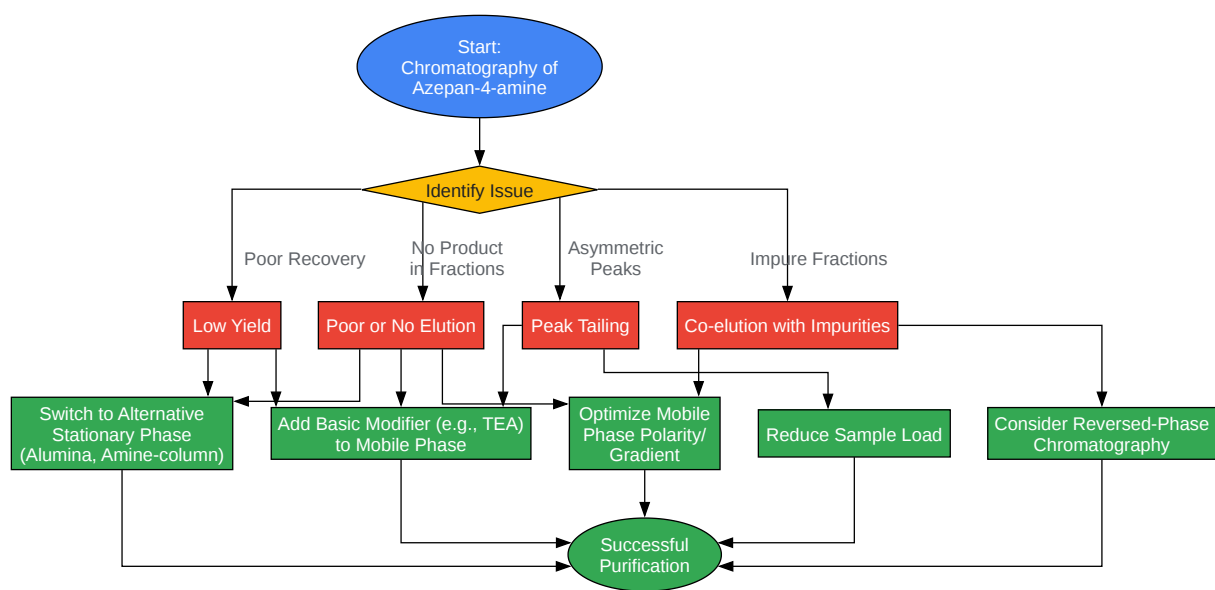 Start:
Chromatography of
Azepan-4-amine
Identify Issue
Poor Recovery
No Product
in Fractions
Asymmetric
Peaks
Impure Fractions
Low Yield
Poor or No Elution
Peak Tailing
Co-elution with Impurities
Switch to Alternative
Stationary Phase
(Alumina, Amine-column)
Add Basic Modifier (e.g., TEA)
to Mobile Phase
Optimize Mobile
Phase Polarity/
Gradient
Reduce Sample Load
Consider Reversed-Phase
Chromatography
Successful
Purification